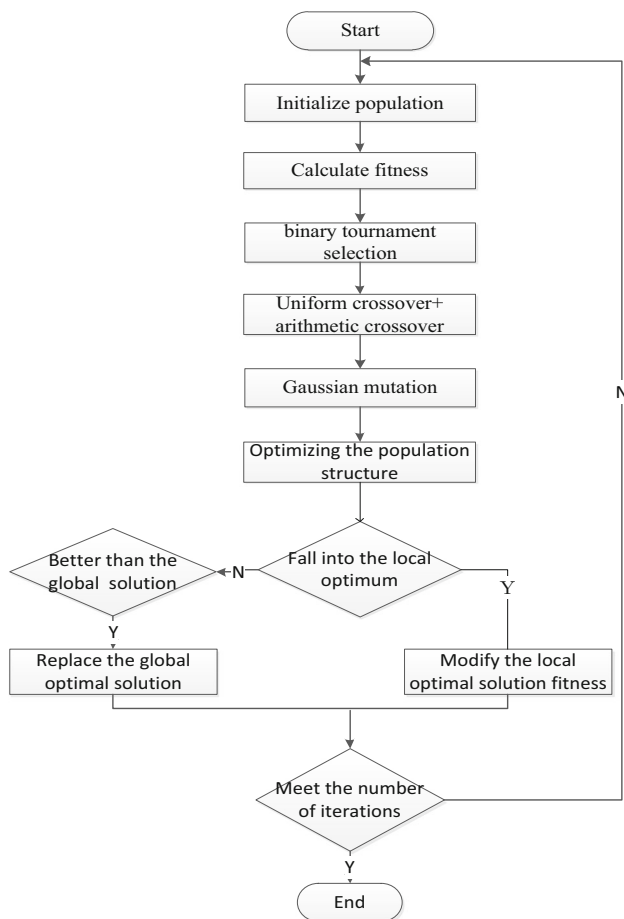 Start
Initialize population
Calculate fitness
binary tournament
selection
Uniform crossover+
arithmetic crossover
Gaussian mutation
N
Optimizing the population
structure
Better than the
global solution
N
Fall into the local
optimum
Y
Y
Replace the global
optimal solution
Modify the local
optimal solution fitness
Meet the number
of iterations
Y
End